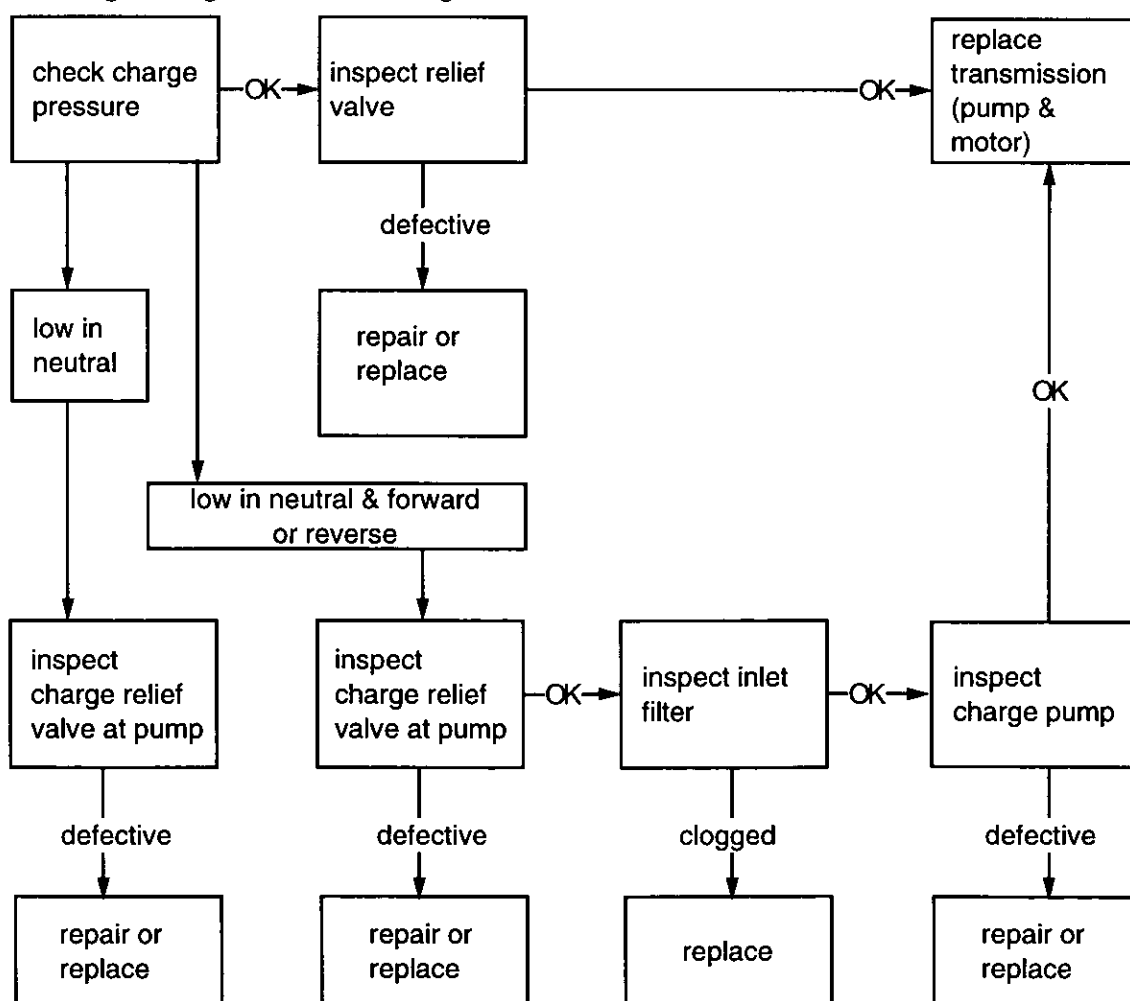 check charge
pressure
OK
inspect relief
valve
OK
replace
transmission
(pump &
motor)
defective
low in
neutral
repair or
replace
OK
low in neutral & forward
or reverse
inspect
charge relief
valve at pump
inspect
charge relief
valve at pump
OK
inspect inlet
filter
OK
inspect
charge pump
defective
defective
clogged
defective
repair or
replace
repair or
replace
replace
repair or
replace